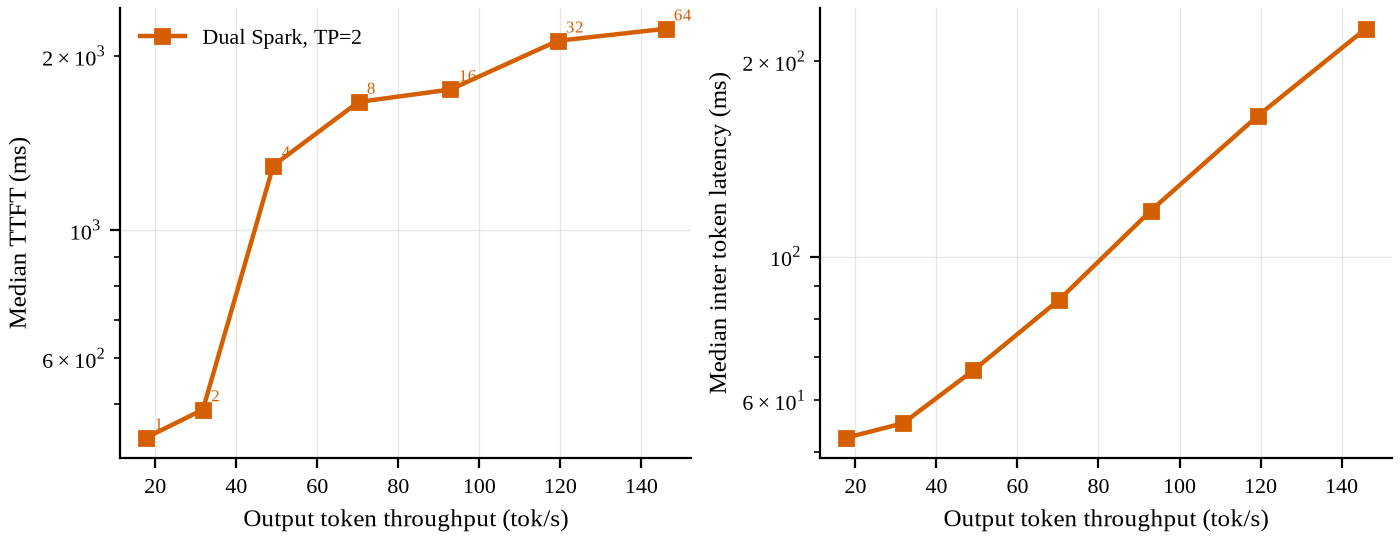 Dual Spark, TP=2
1
2
4
8
16
32
64
2 × 10³
10³
6 × 10²
Median TTFT (ms)
20 40 60 80 100 120 140
Output token throughput (tok/s)
2 × 10²
10²
6 × 10¹
Median inter token latency (ms)
20 40 60 80 100 120 140
Output token throughput (tok/s)